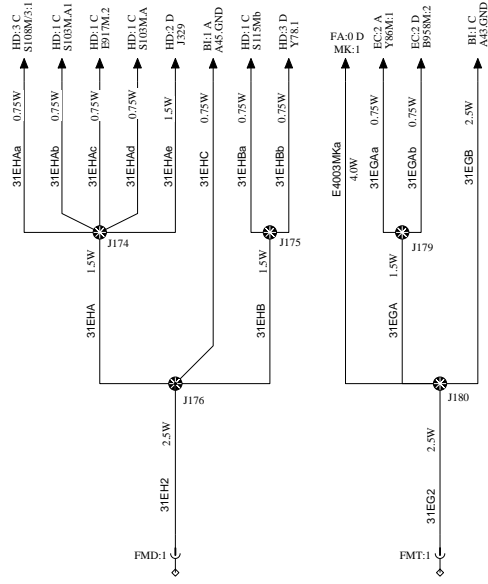 HD:3 C
S108M/3:1
HD:1 C
S103M.A1
HD:1 C
E917M.2
HD:1 C
S103M.A
HD:2 D
J329
BI:1 A
A45.GND
HD:1 C
S115Mb
HD:3 D
Y78.1
FA:0 D
MK:1
EC:2 A
Y86M:1
EC:2 D
B958M:2
BI:1 C
A43.GND
0.75W
0.75W
0.75W
0.75W
1.5W
0.75W
0.75W
0.75W
0.75W
0.75W
2.5W
31EHAa
31EHAb
31EHAc
31EHAd
31EHAe
31EHC
31EHBa
31EHBb
E4003MKa
4.0W
31EGAa
31EGAb
31EGB
J174
J175
J179
1.5W
1.5W
1.5W
31EHA
31EHB
31EGA
J176
J180
2.5W
2.5W
31EH2
31EG2
FMD:1
FMT:1